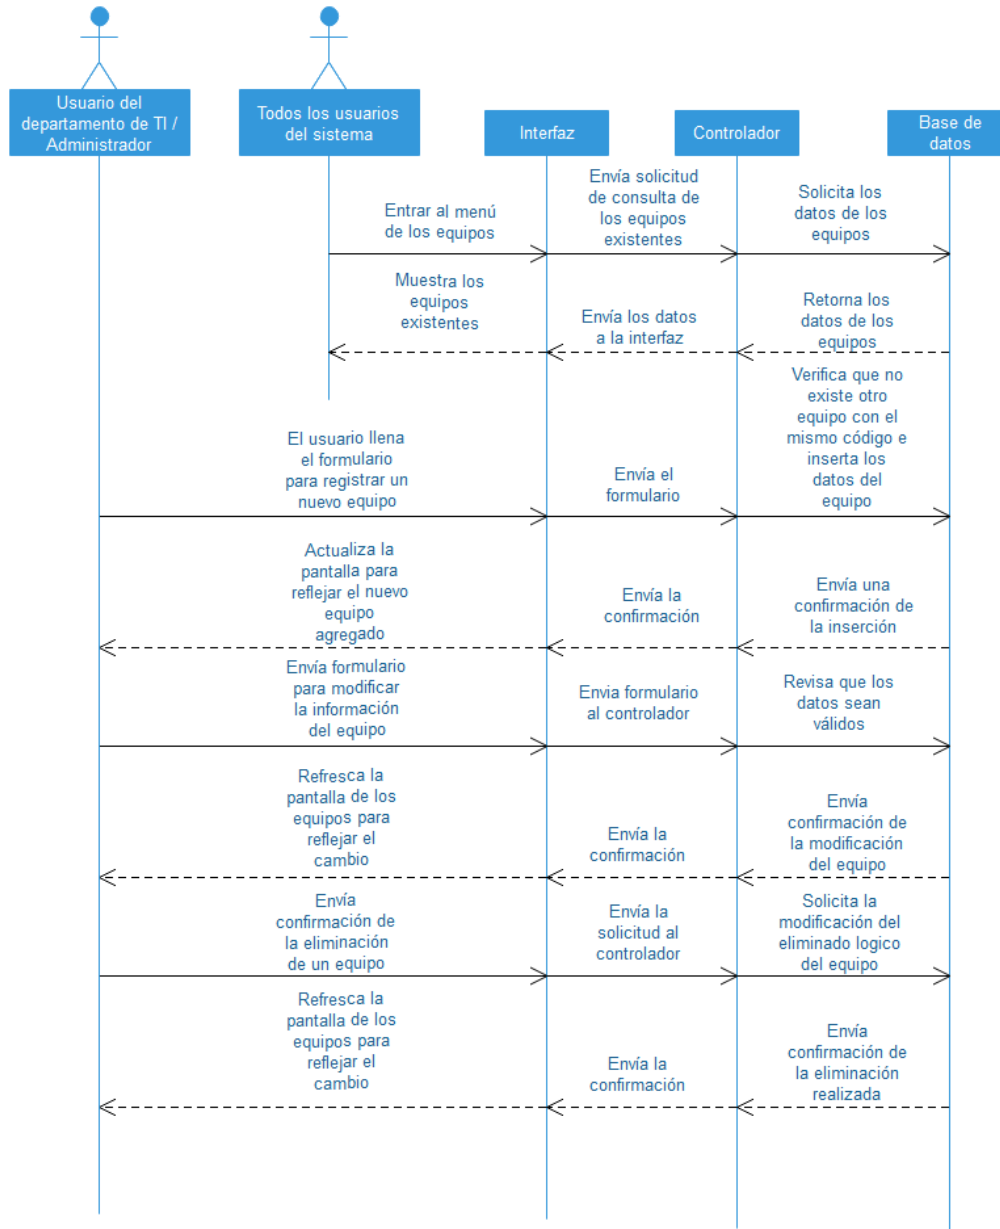 Usuario del
departamento de TI /
Administrador
Todos los usuarios
del sistema
Interfaz
Controlador
Base de
datos
Entrar al menú
de los equipos
Envía solicitud
de consulta de
los equipos
existentes
Solicita los
datos de los
equipos
Muestra los
equipos
existentes
Envía los datos
a la interfaz
Retorna los
datos de los
equipos
El usuario llena
el formulario
para registrar un
nuevo equipo
Envía el
formulario
Verifica que no
existe otro
equipo con el
mismo código e
inserta los
datos del
equipo
Actualiza la
pantalla para
reflejar el nuevo
equipo
agregado
Envía la
confirmación
Envía una
confirmación de
la inserción
Envía formulario
para modificar
la información
del equipo
Envia formulario
al controlador
Revisa que los
datos sean
válidos
Refresca la
pantalla de los
equipos para
reflejar el
cambio
Envía la
confirmación
Envía
confirmación de
la modificación
del equipo
Envía
confirmación de
la eliminación
de un equipo
Envía la
solicitud al
controlador
Solicita la
modificación del
eliminado logico
del equipo
Refresca la
pantalla de los
equipos para
reflejar el
cambio
Envía la
confirmación
Envía
confirmación de
la eliminación
realizada